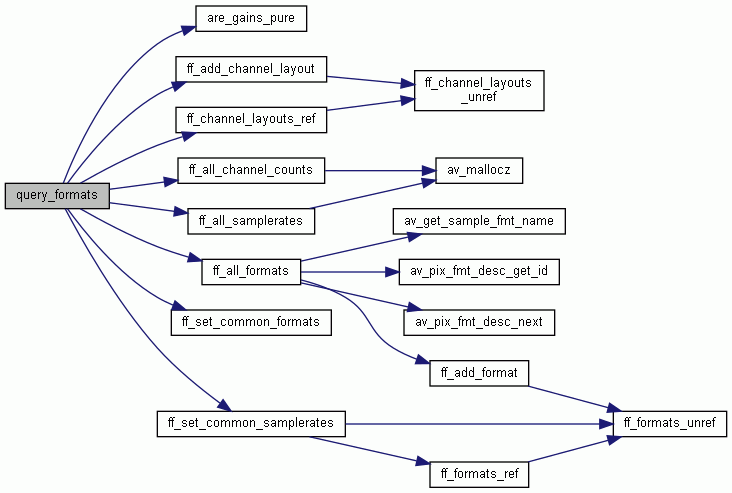 are_gains_pure
ff_add_channel_layout
ff_channel_layouts
_unref
ff_channel_layouts_ref
ff_all_channel_counts
av_mallocz
query_formats
ff_all_samplerates
av_get_sample_fmt_name
ff_all_formats
av_pix_fmt_desc_get_id
ff_set_common_formats
av_pix_fmt_desc_next
ff_add_format
ff_set_common_samplerates
ff_formats_unref
ff_formats_ref